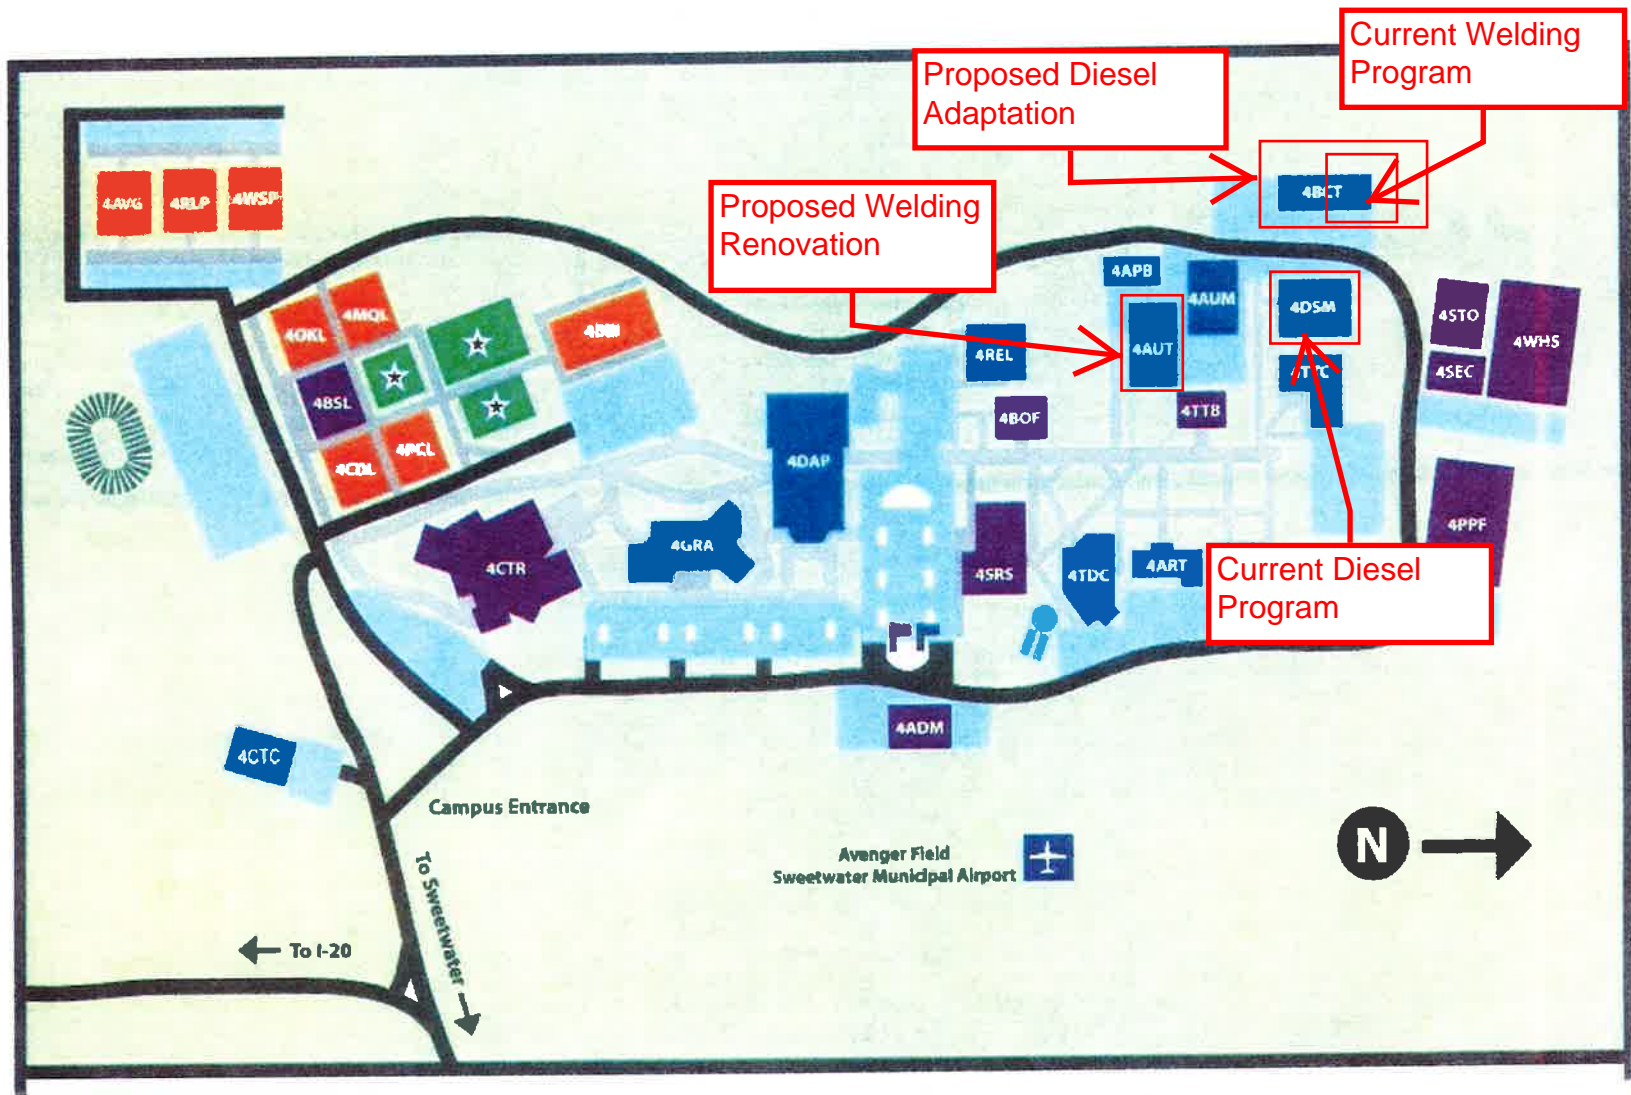 Current Welding
Program
Proposed Diesel
Adaptation
Proposed Welding
Renovation
4BCT
4AVG
4RLP
4WSP
4APB
4AUM
4DSM
4STO
4WHS
4OKL
4MQL
4AUT
4REL
4SEC
4BSL
4BOF
4TTB
4CDL
4PCL
4DAP
4PPF
4CTR
4GRA
4SRS
4TDC
4ART
Current Diesel
Program
4ADM
4CTC
Campus Entrance
To Sweetwater
Avenger Field
Sweetwater Municipal Airport
N
To I-20